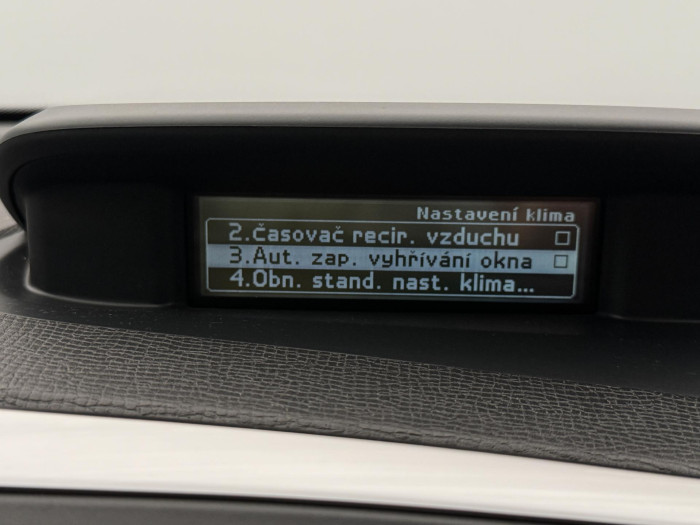 Nastavení klima
2.Časovač recir. vzduchu
3.Aut. zap. vyhřívání okna
4.Obn. stand. nast. klima...